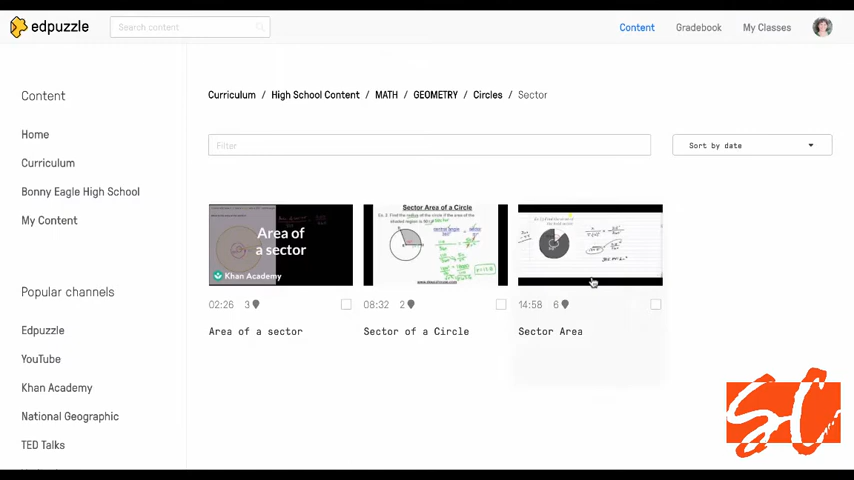 edpuzzle
Search content
Content
Gradebook
My Classes
Content
Home
Curriculum
Bonny Eagle High School
My Content
Popular channels
Edpuzzle
YouTube
Khan Academy
National Geographic
TED Talks
Curriculum / High School Content / MATH / GEOMETRY / Circles / Sector
Filter
Sort by date
Area of
a sector
Khan Academy
02:26 3
Area of a sector
Sector Area of a Circle
08:32 2
Sector of a Circle
14:58 6
Sector Area
SC